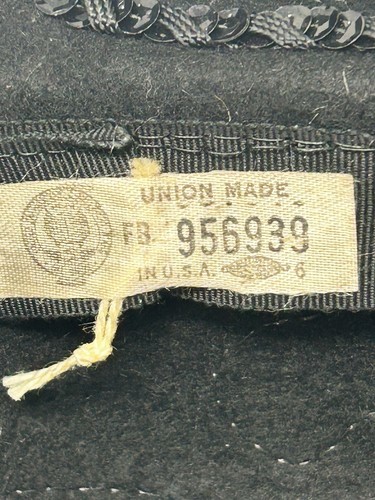 UNION MADE
FB. 956939
IN U.S.A. 6